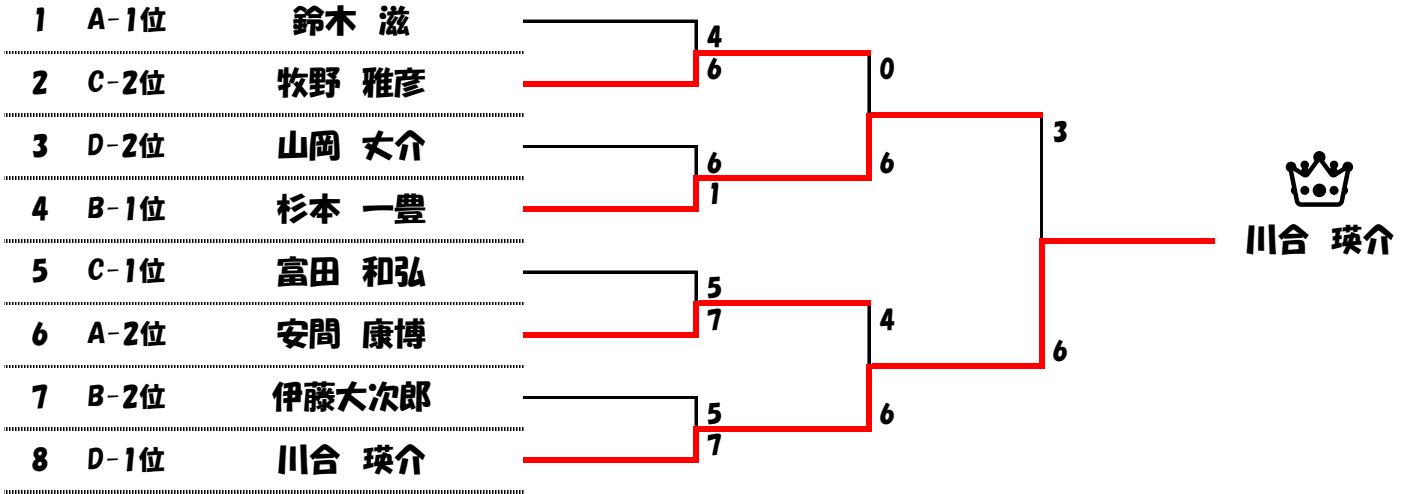 1 A-1位 鈴木 滋
4
2 C-2位 牧野 雅彦
6
0
3 D-2位 山岡 丈介
6
6
3
4 B-1位 杉本 一豊
1
川合 瑛介
5 C-1位 富田 和弘
5
6 A-2位 安間 康博
7
4
6
7 B-2位 伊藤大次郎
5
6
8 D-1位 川合 瑛介
7